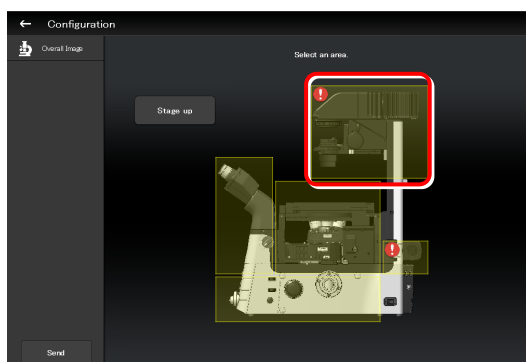 Configuration
Overall Image
Select an area.
Stage up
Send